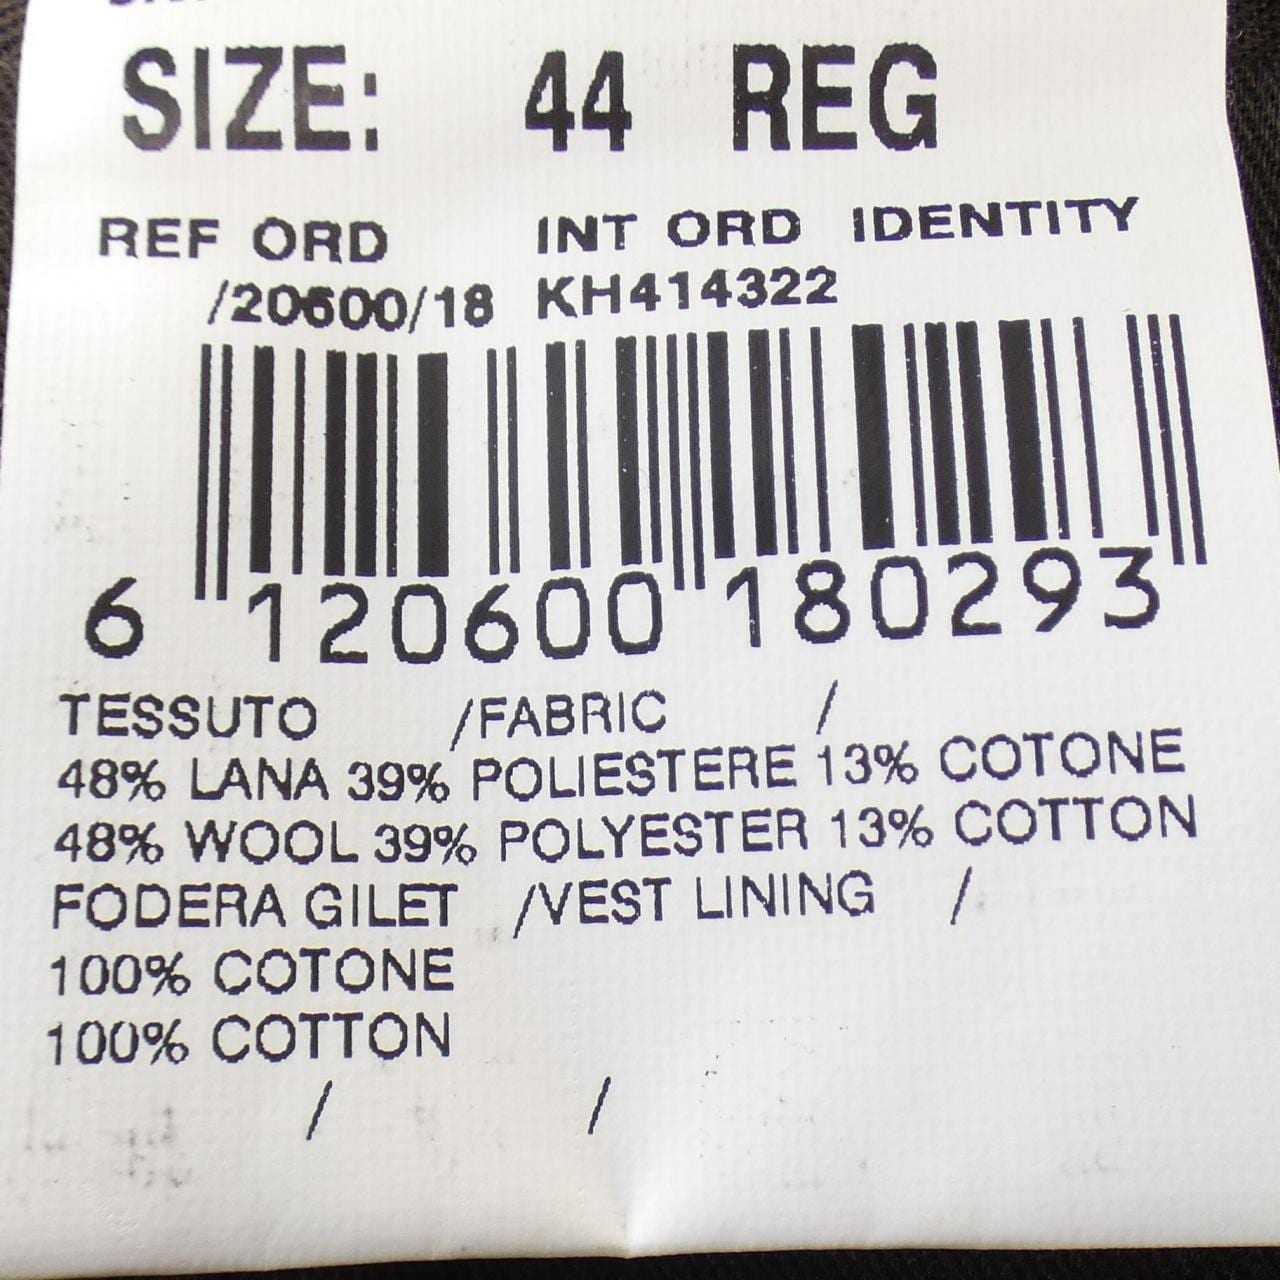 SIZE: 44 REG
REF ORD INT ORD IDENTITY
/20600/18 KH414322
6 120600 180293
TESSUTO /FABRIC /
48% LANA 39% POLIESTERE 13% COTONE
48% WOOL 39% POLYESTER 13% COTTON
FODERA GILET /VEST LINING /
100% COTONE
100% COTTON
/ /